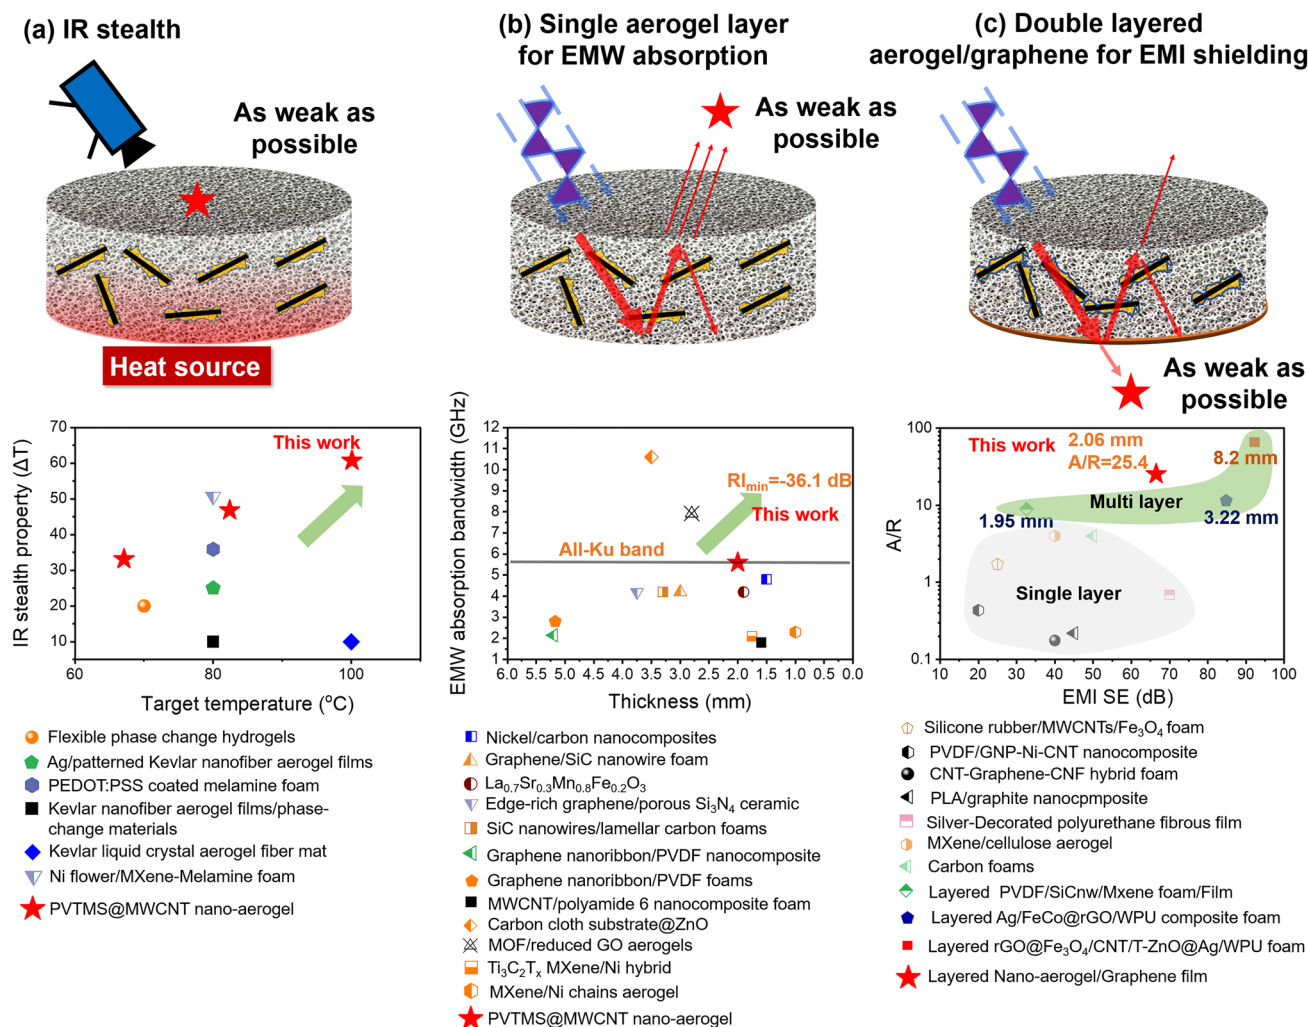 (a) IR stealth
As weak as
possible
Heat source
(b) Single aerogel layer
for EMW absorption
As weak as
possible
(c) Double layered
aerogel/graphene for EMI shielding
As weak as
possible
IR stealth property (ΔT)
70
60
50
40
30
20
10
This work
60
80
100
Target temperature (°C)
Flexible phase change hydrogels
Ag/patterned Kevlar nanofiber aerogel films
PEDOT:PSS coated melamine foam
Kevlar nanofiber aerogel films/phase-
change materials
Kevlar liquid crystal aerogel fiber mat
Ni flower/MXene-Melamine foam
PVTMS@MWCNT nano-aerogel
EMW absorption bandwidth (GHz)
12
11
10
9
8
7
6
5
4
3
2
1
RImin=-36.1 dB
This work
All-Ku band
6.0 5.5 5.0 4.5 4.0 3.5 3.0 2.5 2.0 1.5 1.0 0.5 0.0
Thickness (mm)
Nickel/carbon nanocomposites
Graphene/SiC nanowire foam
La0.7Sr0.3Mn0.8Fe0.2O3
Edge-rich graphene/porous Si3N4 ceramic
SiC nanowires/lamellar carbon foams
Graphene nanoribbon/PVDF nanocomposite
Graphene nanoribbon/PVDF foams
MWCNT/polyamide 6 nanocomposite foam
Carbon cloth substrate@ZnO
MOF/reduced GO aerogels
Ti3C2Tx MXene/Ni hybrid
MXene/Ni chains aerogel
PVTMS@MWCNT nano-aerogel
A/R
100
10
1
0.1
This work
2.06 mm
A/R=25.4
8.2 mm
Multi layer
1.95 mm
3.22 mm
Single layer
10 20 30 40 50 60 70 80 90 100
EMI SE (dB)
Silicone rubber/MWCNTs/Fe3O4 foam
PVDF/GNP-Ni-CNT nanocomposite
CNT-Graphene-CNF hybrid foam
PLA/graphite nanocpmposite
Silver-Decorated polyurethane fibrous film
MXene/cellulose aerogel
Carbon foams
Layered PVDF/SiCnw/Mxene foam/Film
Layered Ag/FeCo@rGO/WPU composite foam
Layered rGO@Fe3O4/CNT/T-ZnO@Ag/WPU foam
Layered Nano-aerogel/Graphene film